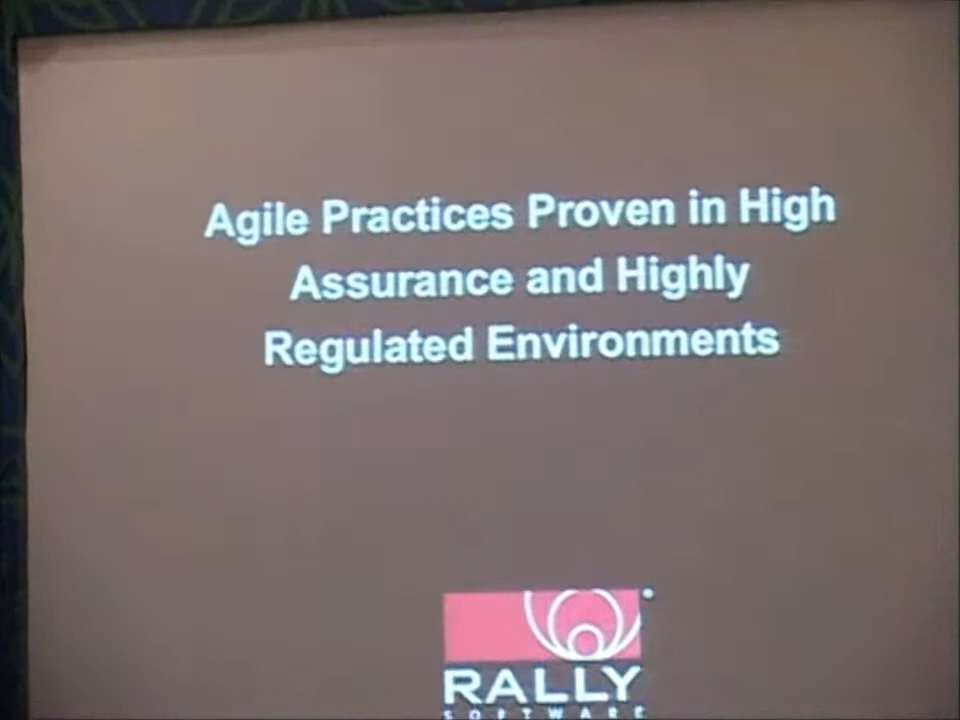 Agile Practices Proven in High
Assurance and Highly
Regulated Environments
RALLY
SOFTWARE